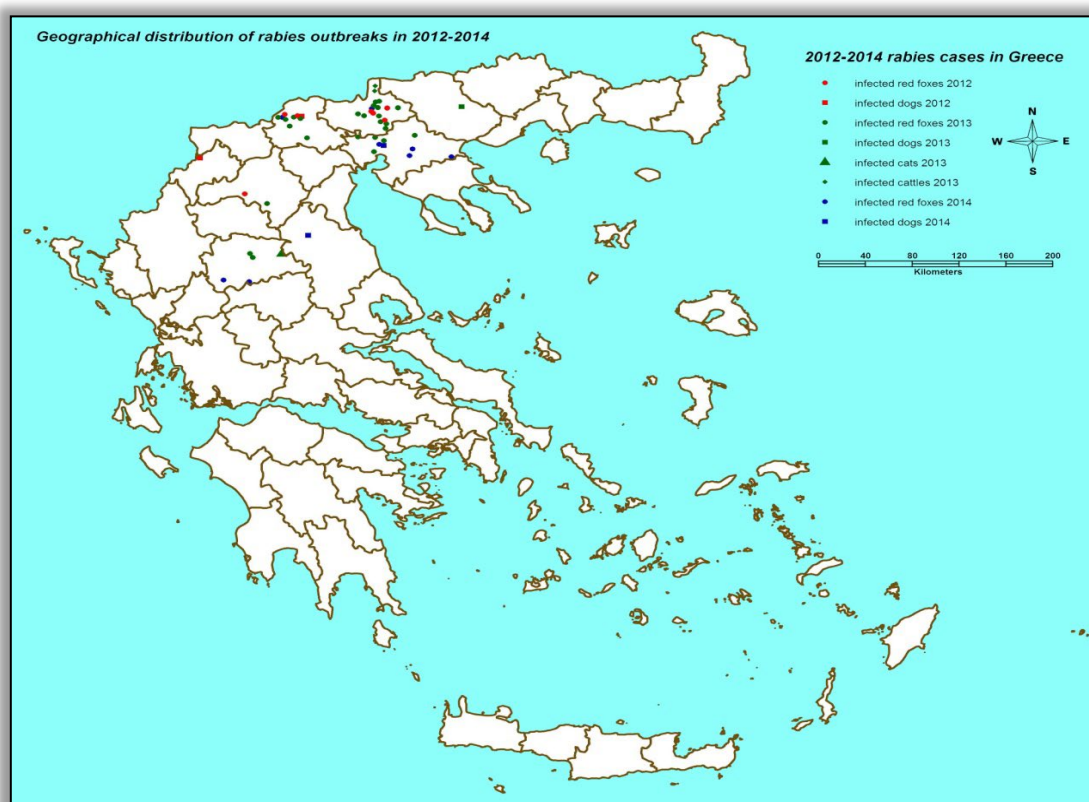 Geographical distribution of rabies outbreaks in 2012-2014
2012-2014 rabies cases in Greece
infected red foxes 2012
infected dogs 2012
infected red foxes 2013
infected dogs 2013
infected cats 2013
infected cattles 2013
infected red foxes 2014
infected dogs 2014
N
W E
S
0 40 80 120 160 200
Kilometers